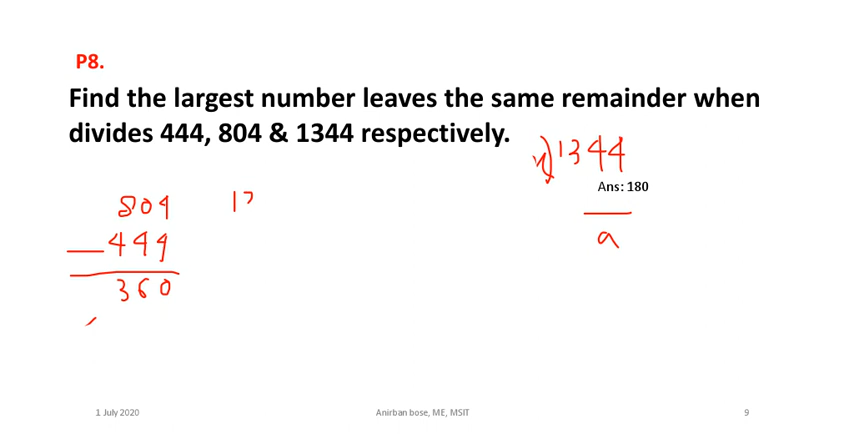 P8.
Find the largest number leaves the same remainder when
divides 444, 804 & 1344 respectively.
x)1344
Ans: 180
a
804
13
— 444
360
1 July 2020
Anirban bose, ME, MSIT
9